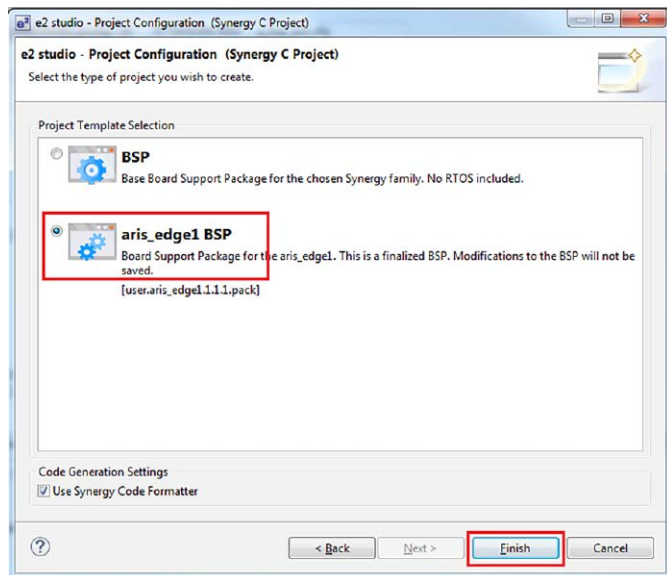 e2 studio - Project Configuration (Synergy C Project)
e2 studio - Project Configuration (Synergy C Project)
Select the type of project you wish to create.
Project Template Selection
BSP
Base Board Support Package for the chosen Synergy family. No RTOS included.
aris_edge1 BSP
Board Support Package for the aris_edge1. This is a finalized BSP. Modifications to the BSP will not be
saved.
[user.aris_edge1.1.1.1.pack]
Code Generation Settings
Use Synergy Code Formatter
? < Back Next > Finish Cancel